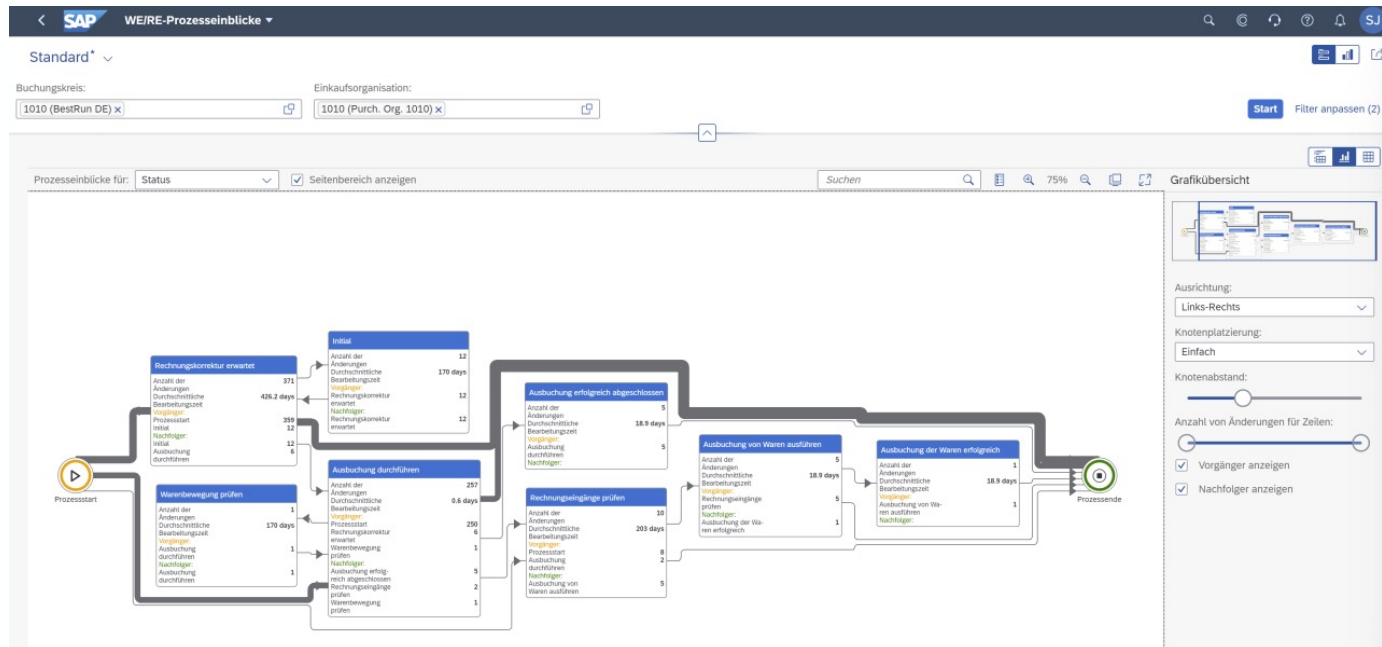 SAP WE/RE-Prozesseinblicke
SJ
Standard*
Buchungskreis:
Einkaufsorganisation:
1010 (BestRun DE)
1010 (Purch. Org. 1010)
Start
Filter anpassen (2)
Prozesseinblicke für:
Status
Seitenbereich anzeigen
Suchen
75%
Grafikübersicht
Ausrichtung:
Links-Rechts
Knotenplatzierung:
Einfach
Knotenabstand:
Anzahl von Änderungen für Zeilen:
Vorgänger anzeigen
Nachfolger anzeigen
Prozessstart
Rechnungskorrektur erwartet
Anzahl der 371
Änderungen
Durchschnittliche 426.2 days
Bearbeitungszeit
Vorgänger:
Prozessstart 359
Initial 12
Nachfolger:
Initial 12
Ausbuchung 6
durchführen
Warenbewegung prüfen
Anzahl der 1
Änderungen
Durchschnittliche 170 days
Bearbeitungszeit
Vorgänger:
Ausbuchung 1
durchführen
Nachfolger:
Ausbuchung 1
durchführen
Initial
Anzahl der 12
Änderungen
Durchschnittliche 170 days
Bearbeitungszeit
Vorgänger:
Rechnungskorrektur 12
erwartet
Nachfolger:
Rechnungskorrektur 12
erwartet
Ausbuchung durchführen
Anzahl der 257
Änderungen
Durchschnittliche 0.6 days
Bearbeitungszeit
Vorgänger:
Prozessstart 250
Rechnungskorrektur 6
erwartet
Warenbewegung 1
prüfen
Nachfolger:
Ausbuchung erfolg- 5
reich abgeschlossen
Rechnungseingänge 2
prüfen
Warenbewegung 1
prüfen
Ausbuchung erfolgreich abgeschlossen
Anzahl der 5
Änderungen
Durchschnittliche 18.9 days
Bearbeitungszeit
Vorgänger:
Ausbuchung 5
durchführen
Nachfolger:
Rechnungseingänge prüfen
Anzahl der 10
Änderungen
Durchschnittliche 203 days
Bearbeitungszeit
Vorgänger:
Prozessstart 8
Ausbuchung 2
durchführen
Nachfolger:
Ausbuchung von 5
Waren ausführen
Ausbuchung von Waren ausführen
Anzahl der 5
Änderungen
Durchschnittliche 18.9 days
Bearbeitungszeit
Vorgänger:
Rechnungseingänge 5
prüfen
Nachfolger:
Ausbuchung der Wa- 1
ren erfolgreich
Ausbuchung der Waren erfolgreich
Anzahl der 1
Änderungen
Durchschnittliche 18.9 days
Bearbeitungszeit
Vorgänger:
Ausbuchung von Wa- 1
ren ausführen
Nachfolger:
Prozessende